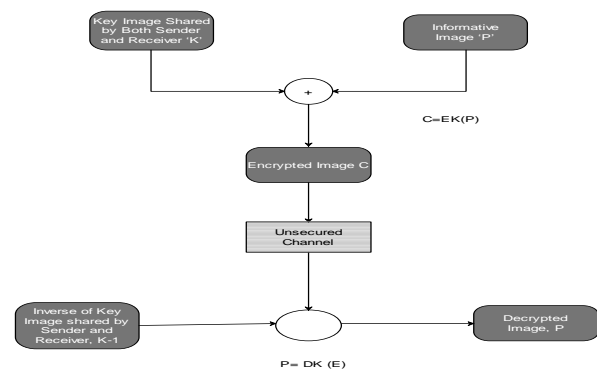 Key Image Shared
by Both Sender
and Receiver 'K'
Informative
Image 'P'
+
C=EK(P)
Encrypted Image C
Unsecured
Channel
Inverse of Key
Image shared by
Sender and
Receiver, K-1
Decrypted
Image, P
P= DK (E)